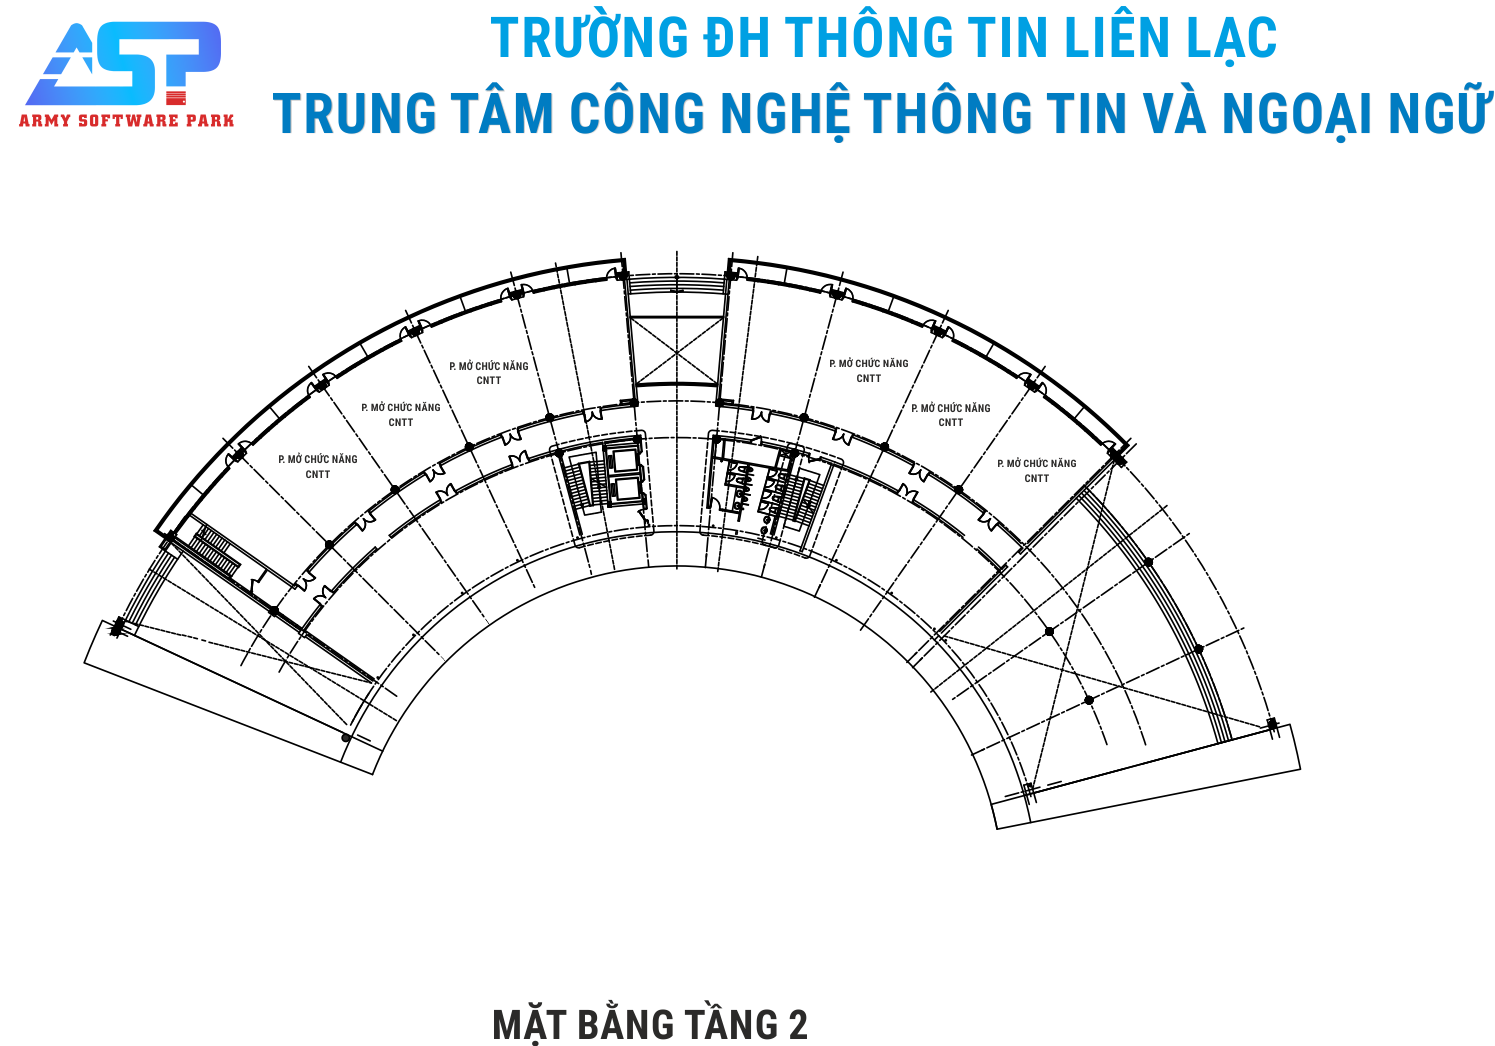 ASP
ARMY SOFTWARE PARK
TRƯỜNG ĐH THÔNG TIN LIÊN LẠC
TRUNG TÂM CÔNG NGHỆ THÔNG TIN VÀ NGOẠI NGỮ
P. MỞ CHỨC NĂNG
CNTT
P. MỞ CHỨC NĂNG
CNTT
P. MỞ CHỨC NĂNG
CNTT
P. MỞ CHỨC NĂNG
CNTT
P. MỞ CHỨC NĂNG
CNTT
P. MỞ CHỨC NĂNG
CNTT
MẶT BẰNG TẦNG 2